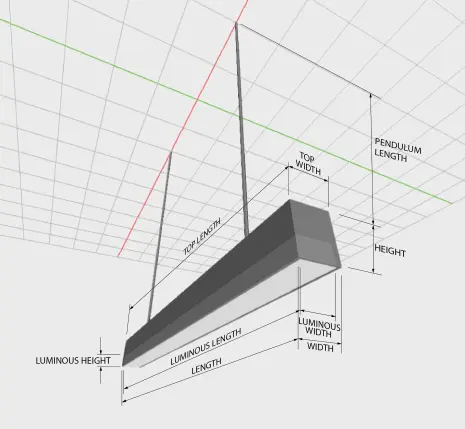 PENDULUM
LENGTH
TOP
WIDTH
TOP LENGTH
HEIGHT
LUMINOUS HEIGHT
LUMINOUS LENGTH
LUMINOUS
WIDTH
LENGTH
WIDTH